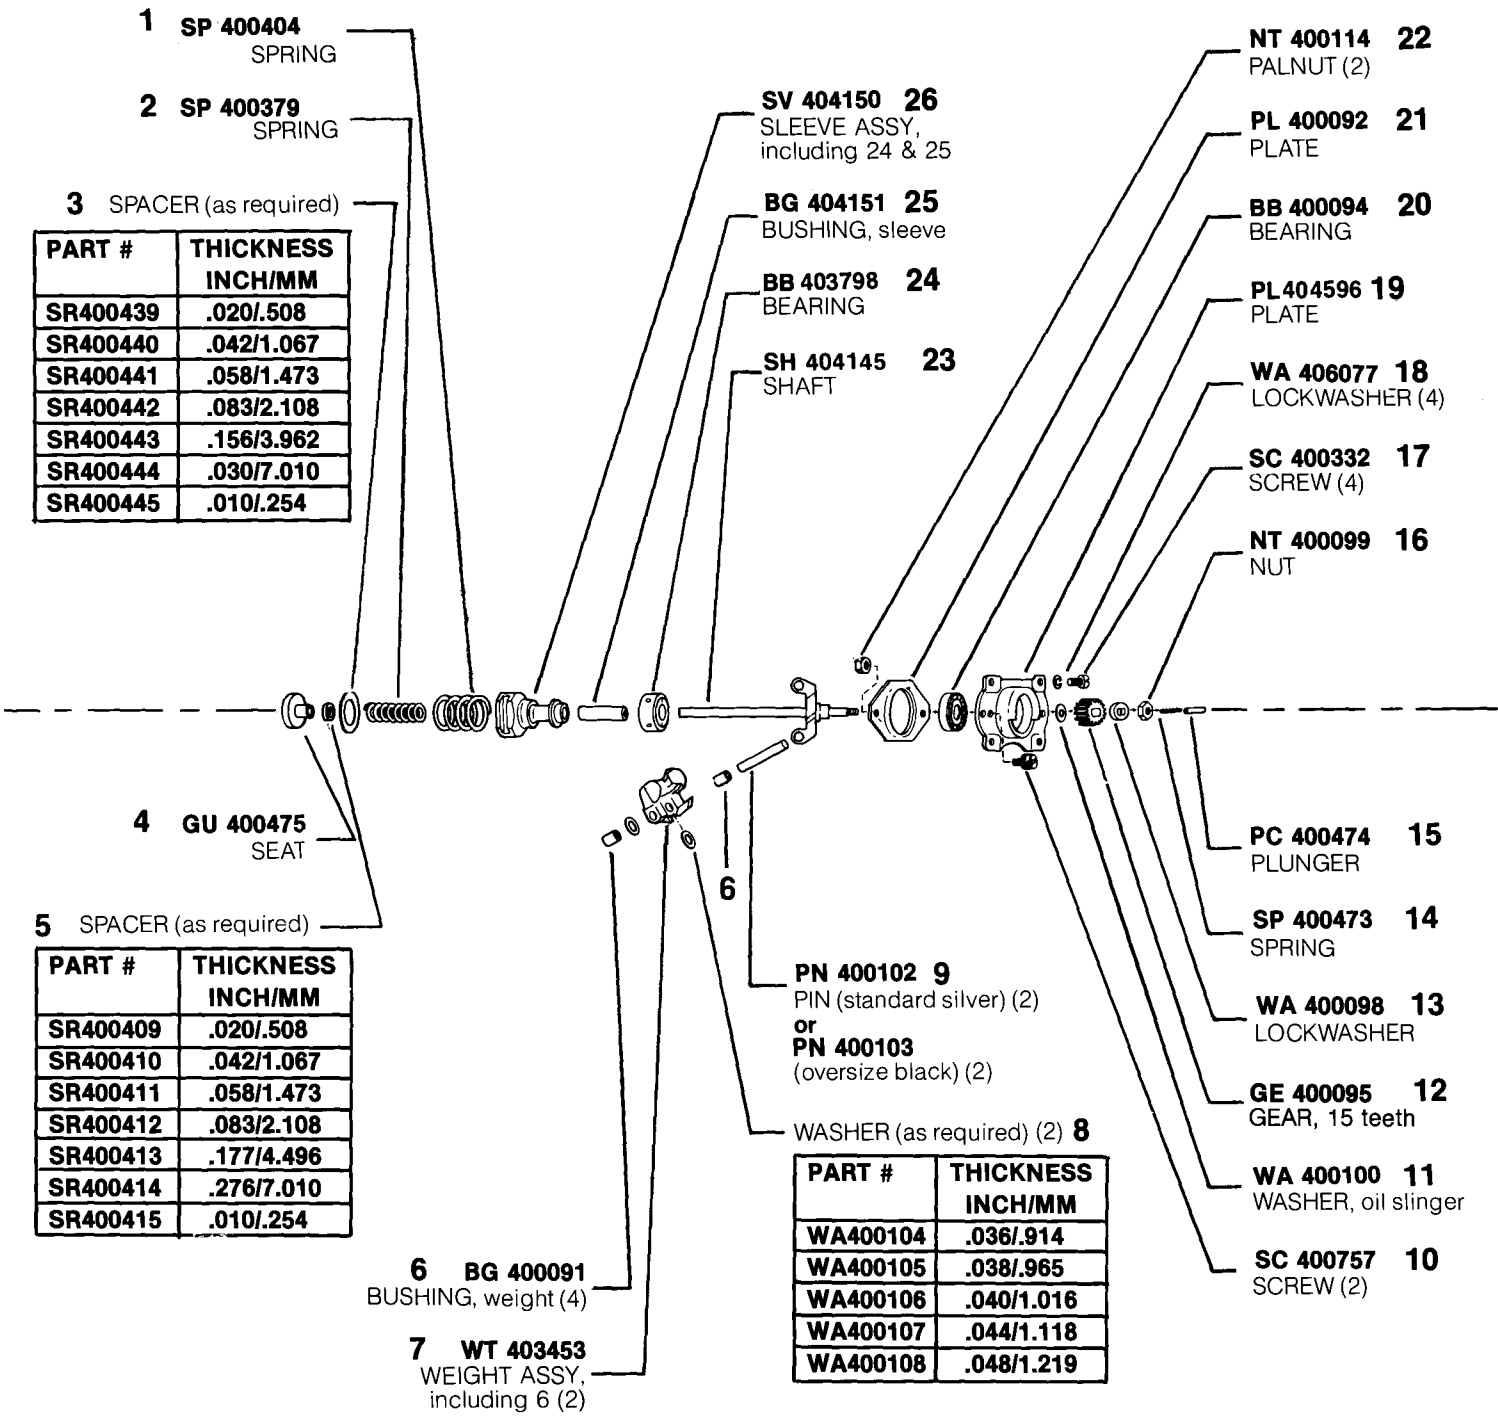 1 SP 400404
SPRING
2 SP 400379
SPRING
3 SPACER (as required)
PART # THICKNESS
INCH/MM
SR400439 .020/.508
SR400440 .042/1.067
SR400441 .058/1.473
SR400442 .083/2.108
SR400443 .156/3.962
SR400444 .030/7.010
SR400445 .010/.254
4 GU 400475
SEAT
5 SPACER (as required)
PART # THICKNESS
INCH/MM
SR400409 .020/.508
SR400410 .042/1.067
SR400411 .058/1.473
SR400412 .083/2.108
SR400413 .177/4.496
SR400414 .276/7.010
SR400415 .010/.254
6 BG 400091
BUSHING, weight (4)
7 WT 403453
WEIGHT ASSY,
including 6 (2)
SV 404150 26
SLEEVE ASSY,
including 24 & 25
BG 404151 25
BUSHING, sleeve
BB 403798 24
BEARING
SH 404145 23
SHAFT
6
PN 400102 9
PIN (standard silver) (2)
or
PN 400103
(oversize black) (2)
WASHER (as required) (2) 8
PART # THICKNESS
INCH/MM
WA400104 .036/.914
WA400105 .038/.965
WA400106 .040/1.016
WA400107 .044/1.118
WA400108 .048/1.219
NT 400114 22
PALNUT (2)
PL 400092 21
PLATE
BB 400094 20
BEARING
PL404596 19
PLATE
WA 406077 18
LOCKWASHER (4)
SC 400332 17
SCREW (4)
NT 400099 16
NUT
PC 400474 15
PLUNGER
SP 400473 14
SPRING
WA 400098 13
LOCKWASHER
GE 400095 12
GEAR, 15 teeth
WA 400100 11
WASHER, oil slinger
SC 400757 10
SCREW (2)